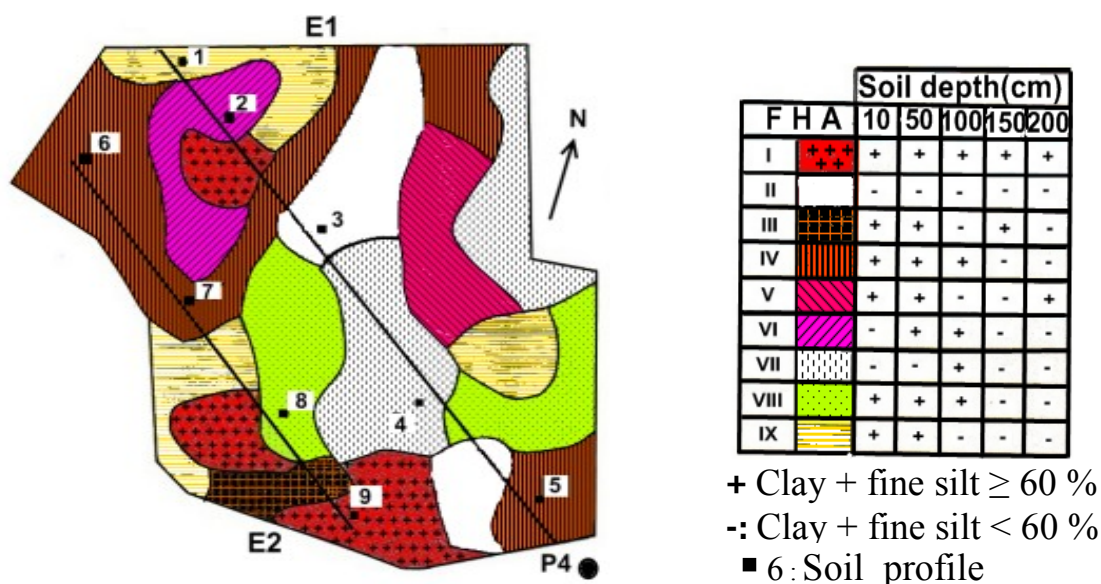 E1
1
2
N
6
3
7
8
4
9
5
E2
P4
Soil depth(cm)
F H A 10 50 100 150 200
I + + + + +
II - - - - -
III + + - + -
IV + + + - -
V + + - - +
VI - + + - -
VII - - + - -
VIII + + + - -
IX + + - - -
+ Clay + fine silt ≥ 60 %
-: Clay + fine silt < 60 %
■ 6 : Soil profile